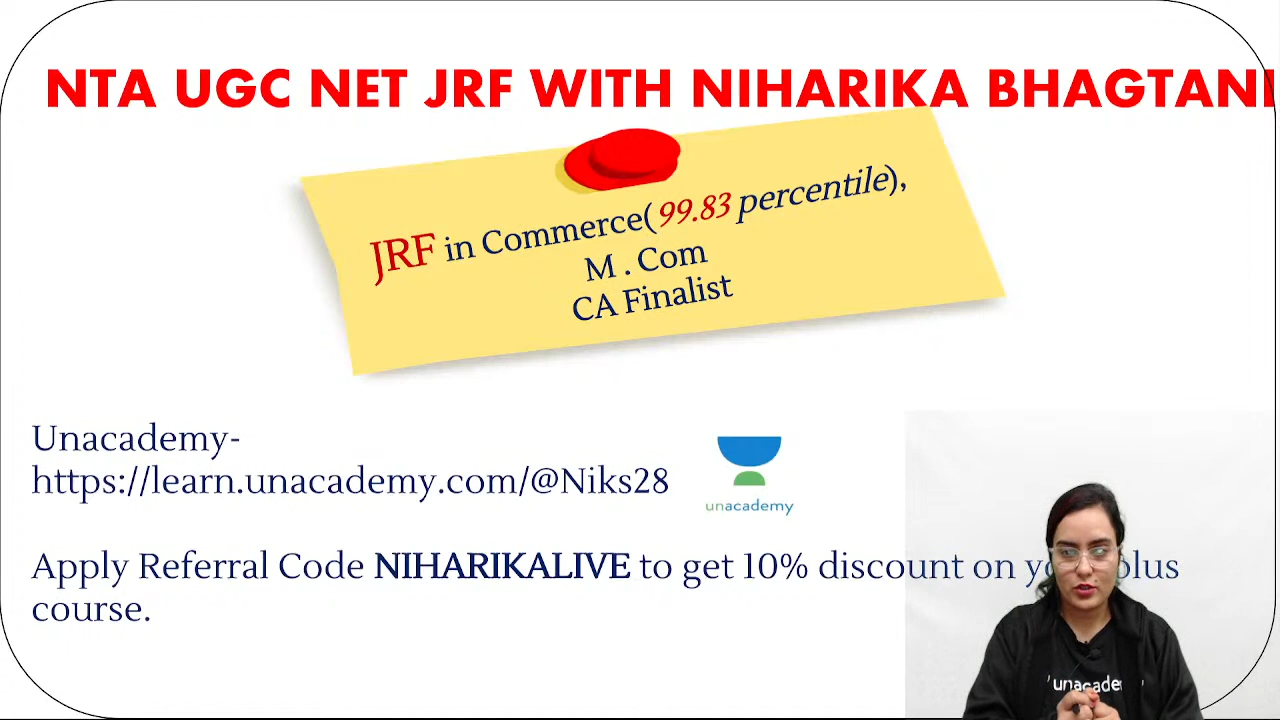 NTA UGC NET JRF WITH NIHARIKA BHAGTANI
JRF in Commerce(99.83 percentile),
M . Com
CA Finalist
Unacademy-
https://learn.unacademy.com/@Niks28
unacademy
Apply Referral Code NIHARIKALIVE to get 10% discount on plus
course.
unacade